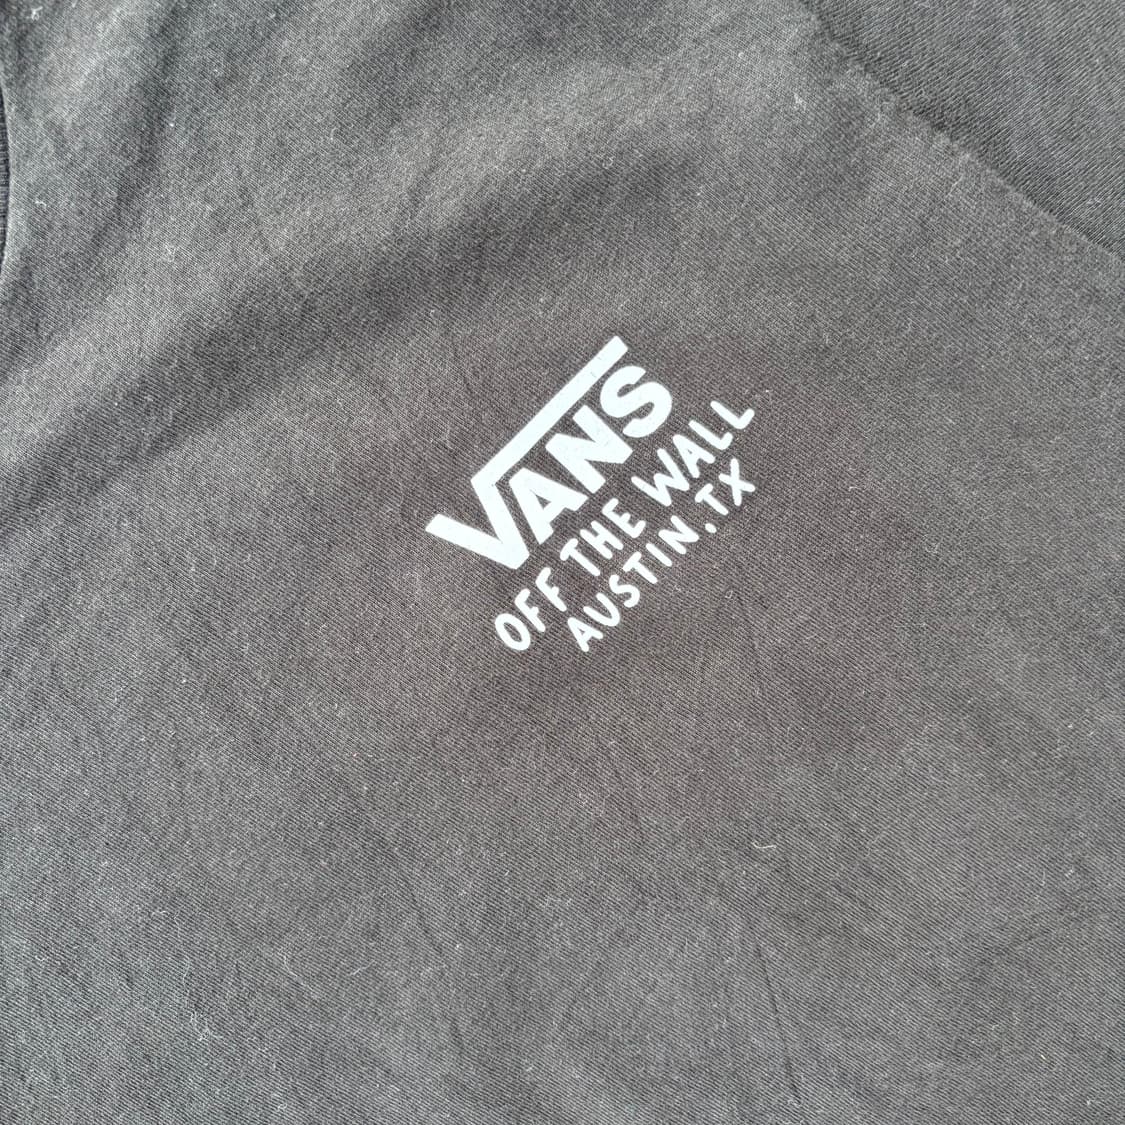 VANS
OFF THE WALL
AUSTIN.TX